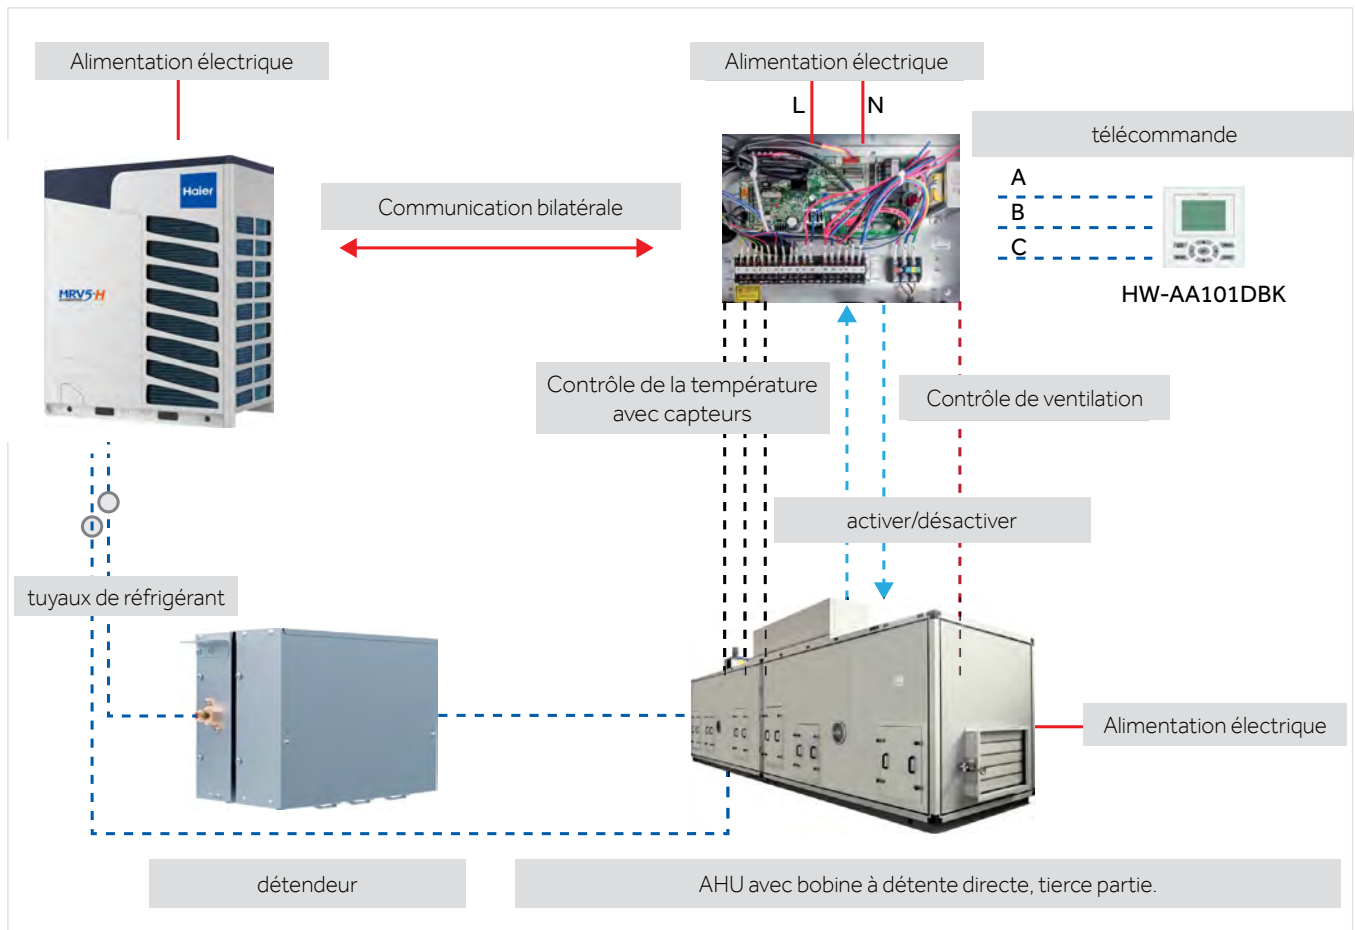 Alimentation électrique
Alimentation électrique
L
N
télécommande
Haier
MRV5-H
Communication bilatérale
A
B
C
HW-AA101DBK
Contrôle de la température
avec capteurs
Contrôle de ventilation
activer/désactiver
tuyaux de réfrigérant
Alimentation électrique
détendeur
AHU avec bobine à détente directe, tierce partie.